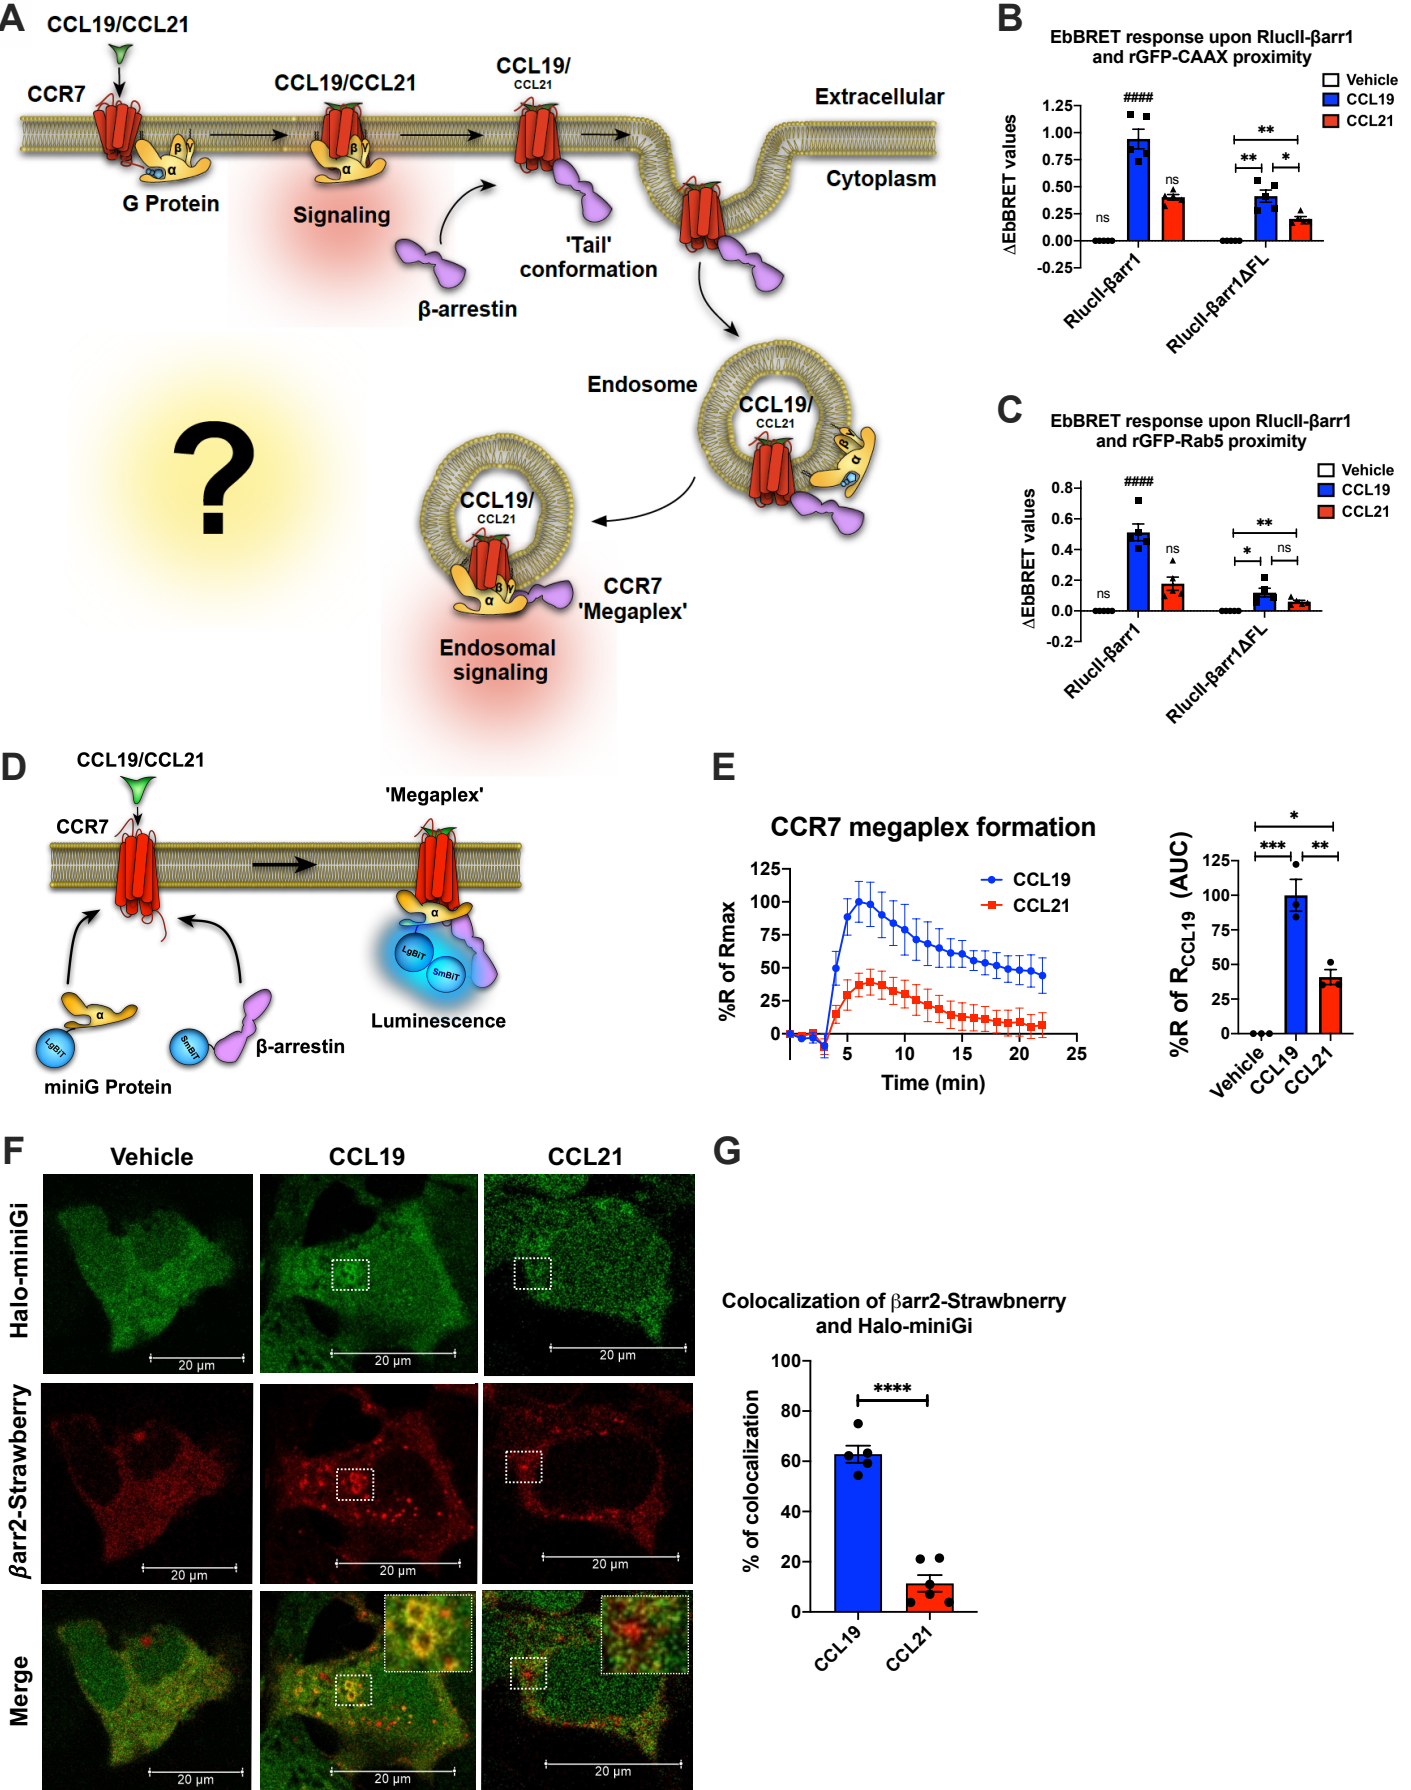 A
CCL19/CCL21
CCR7
G Protein
α
β
γ
CCL19/CCL21
α
β
γ
Signaling
CCL19/
CCL21
β-arrestin
'Tail'
conformation
Extracellular
Cytoplasm
Endosome
CCL19/
CCL21
β
γ
α
CCL19/
CCL21
α
β
γ
CCR7
'Megaplex'
Endosomal
signaling
?
B
EbBRET response upon RlucII-βarr1
and rGFP-CAAX proximity
Vehicle
CCL19
CCL21
ΔEbBRET values
1.25
1.00
0.75
0.50
0.25
0.00
-0.25
ns
####
ns
**
**
*
RlucII-βarr1
RlucII-βarr1ΔFL
C
EbBRET response upon RlucII-βarr1
and rGFP-Rab5 proximity
Vehicle
CCL19
CCL21
ΔEbBRET values
0.8
0.6
0.4
0.2
0.0
-0.2
ns
####
ns
**
*
ns
RlucII-βarr1
RlucII-βarr1ΔFL
D
CCL19/CCL21
CCR7
'Megaplex'
α
LgBiT
SmBiT
Luminescence
α
LgBiT
miniG Protein
SmBiT
β-arrestin
E
CCR7 megaplex formation
%R of Rmax
125
100
75
50
25
0
5
10
15
20
25
Time (min)
CCL19
CCL21
%R of RCCL19 (AUC)
125
100
75
50
25
0
*
***
**
Vehicle
CCL19
CCL21
F
Vehicle
CCL19
CCL21
Halo-miniGi
20 µm
20 µm
20 µm
βarr2-Strawberry
20 µm
20 µm
20 µm
Merge
20 µm
20 µm
20 µm
G
Colocalization of βarr2-Strawbnerry
and Halo-miniGi
% of colocalization
100
80
60
40
20
0
****
CCL19
CCL21